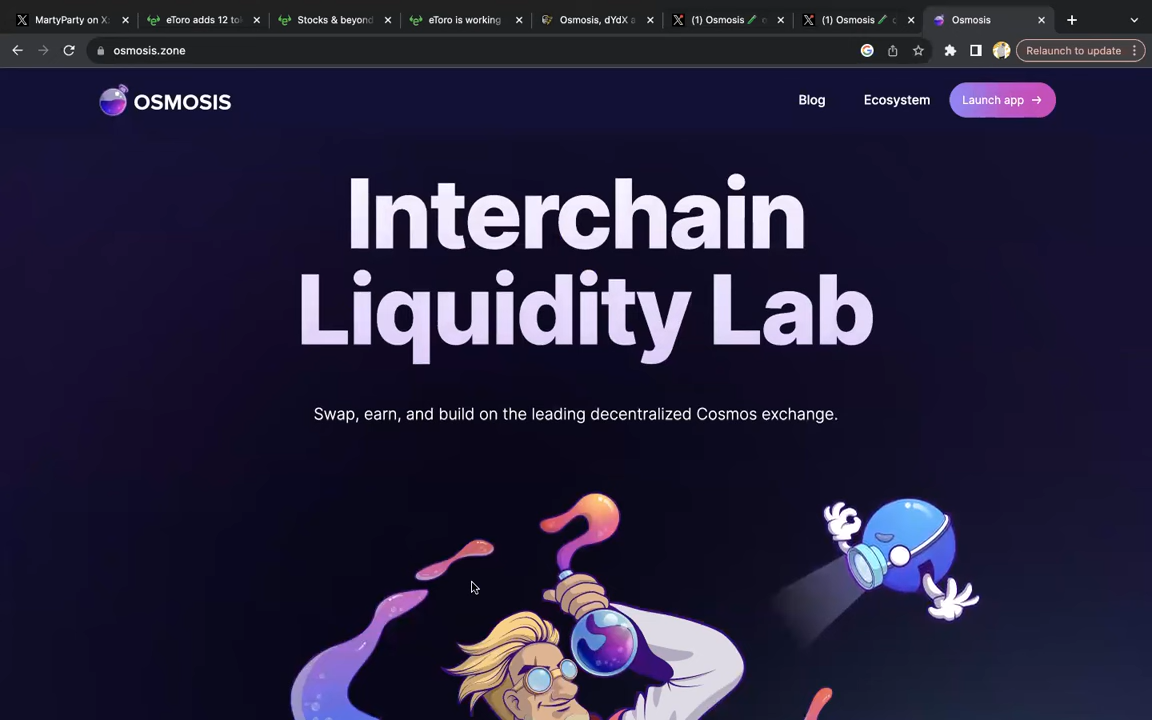 MartyParty on X:
eToro adds 12 to
Stocks & beyond
eToro is working
Osmosis, dYdX a
(1) Osmosis
(1) Osmosis
Osmosis
osmosis.zone
Relaunch to update
OSMOSIS
Blog
Ecosystem
Launch app →
Interchain
Liquidity Lab
Swap, earn, and build on the leading decentralized Cosmos exchange.